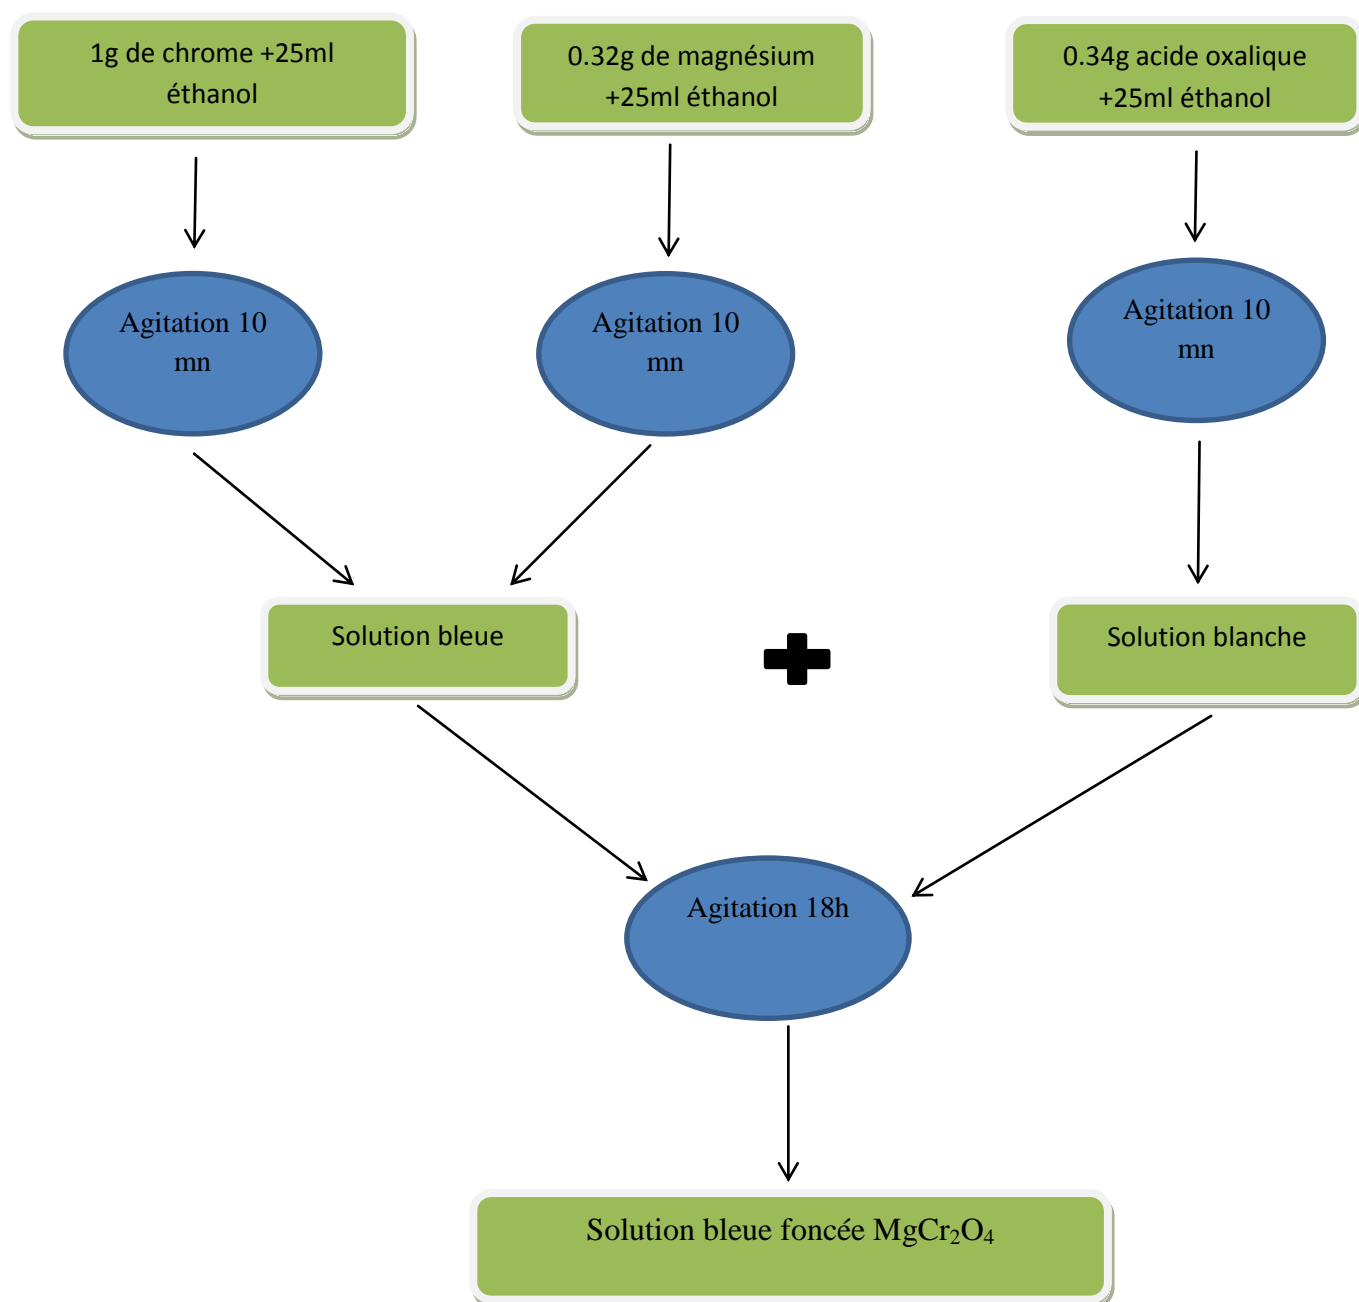 1g de chrome +25ml
éthanol
0.32g de magnésium
+25ml éthanol
0.34g acide oxalique
+25ml éthanol
Agitation 10
mn
Agitation 10
mn
Agitation 10
mn
Solution bleue
Solution blanche
Agitation 18h
Solution bleue foncée MgCr₂O₄